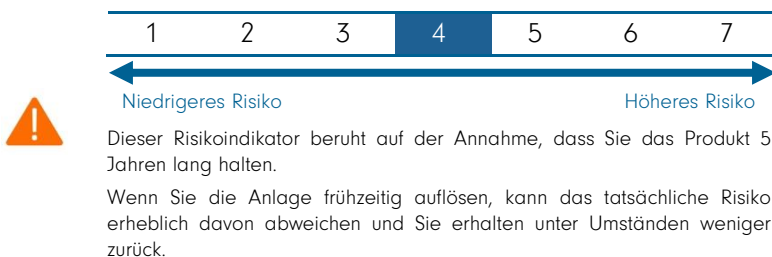 1 2 3 4 5 6 7
Niedrigeres Risiko Höheres Risiko
Dieser Risikoindikator beruht auf der Annahme, dass Sie das Produkt 5
Jahren lang halten.
Wenn Sie die Anlage frühzeitig auflösen, kann das tatsächliche Risiko
erheblich davon abweichen und Sie erhalten unter Umständen weniger
zurück.